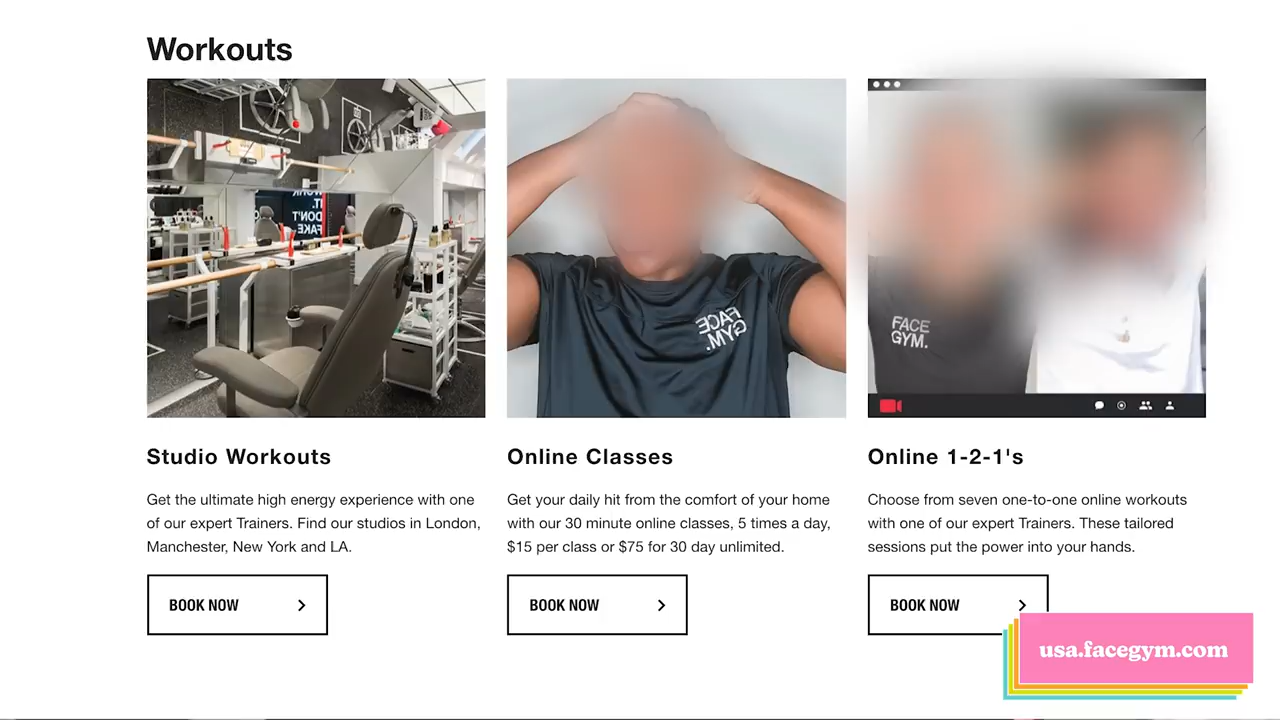 Workouts
WORK
IT.
DON'T
FAKE
FACE
GYM.
FACE
GYM.
Studio Workouts
Get the ultimate high energy experience with one
of our expert Trainers. Find our studios in London,
Manchester, New York and LA.
BOOK NOW
Online Classes
Get your daily hit from the comfort of your home
with our 30 minute online classes, 5 times a day,
$15 per class or $75 for 30 day unlimited.
BOOK NOW
Online 1-2-1's
Choose from seven one-to-one online workouts
with one of our expert Trainers. These tailored
sessions put the power into your hands.
BOOK NOW
usa.facegym.com